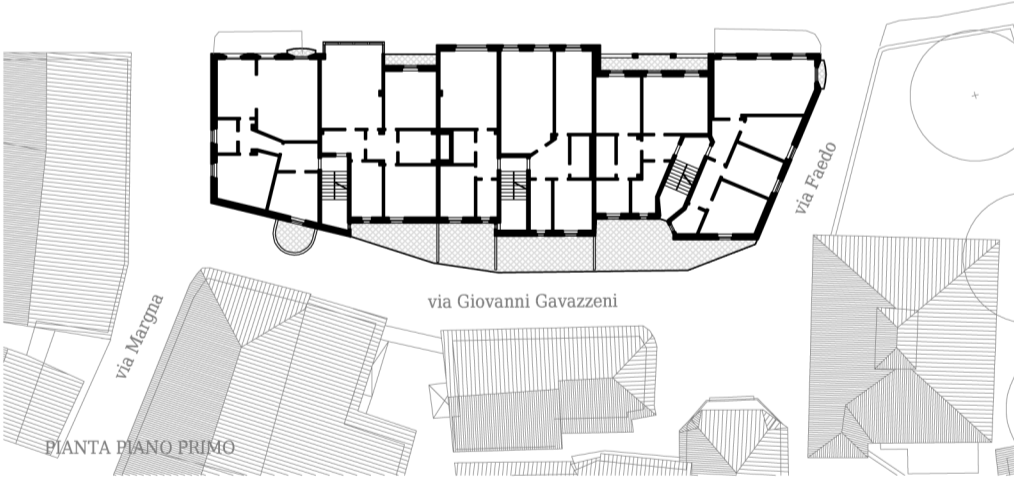 via Faedo
via Giovanni Gavazzeni
via Margna
PIANTA PIANO PRIMO